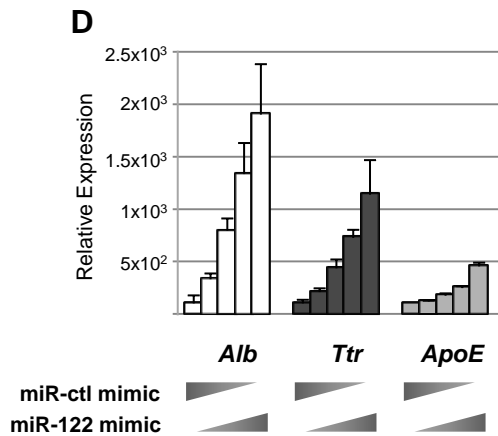 D
2.5x10³
2x10³
1.5x10³
1x10³
5x10²
Relative Expression
Alb Ttr ApoE
miR-ctl mimic
miR-122 mimic